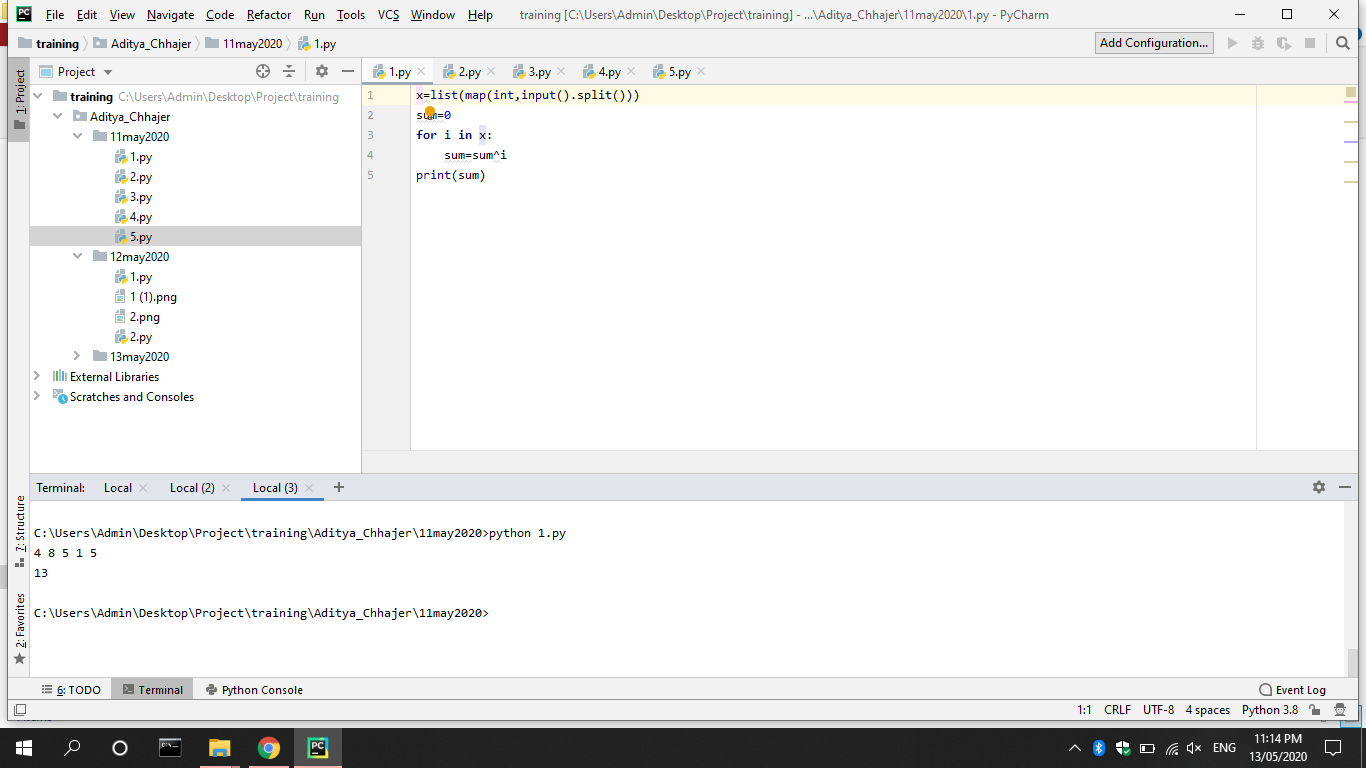 File Edit View Navigate Code Refactor Run Tools VCS Window Help training [C:\Users\Admin\Desktop\Project\training] - ...\Aditya_Chhajer\11may2020\1.py - PyCharm
training Aditya_Chhajer 11may2020 1.py Add Configuration...
1: Project
Project
1.py 2.py 3.py 4.py 5.py
training C:\Users\Admin\Desktop\Project\training
Aditya_Chhajer
11may2020
1.py
2.py
3.py
4.py
5.py
12may2020
1.py
1 (1).png
2.png
2.py
13may2020
External Libraries
Scratches and Consoles
1 x=list(map(int,input().split()))
2 sum=0
3 for i in x:
4 sum=sum^i
5 print(sum)
7: Structure
2: Favorites
Terminal: Local Local (2) Local (3) +
C:\Users\Admin\Desktop\Project\training\Aditya_Chhajer\11may2020>python 1.py
4 8 5 1 5
13
C:\Users\Admin\Desktop\Project\training\Aditya_Chhajer\11may2020>
6: TODO Terminal Python Console Event Log
1:1 CRLF UTF-8 4 spaces Python 3.8
ENG 11:14 PM
13/05/2020